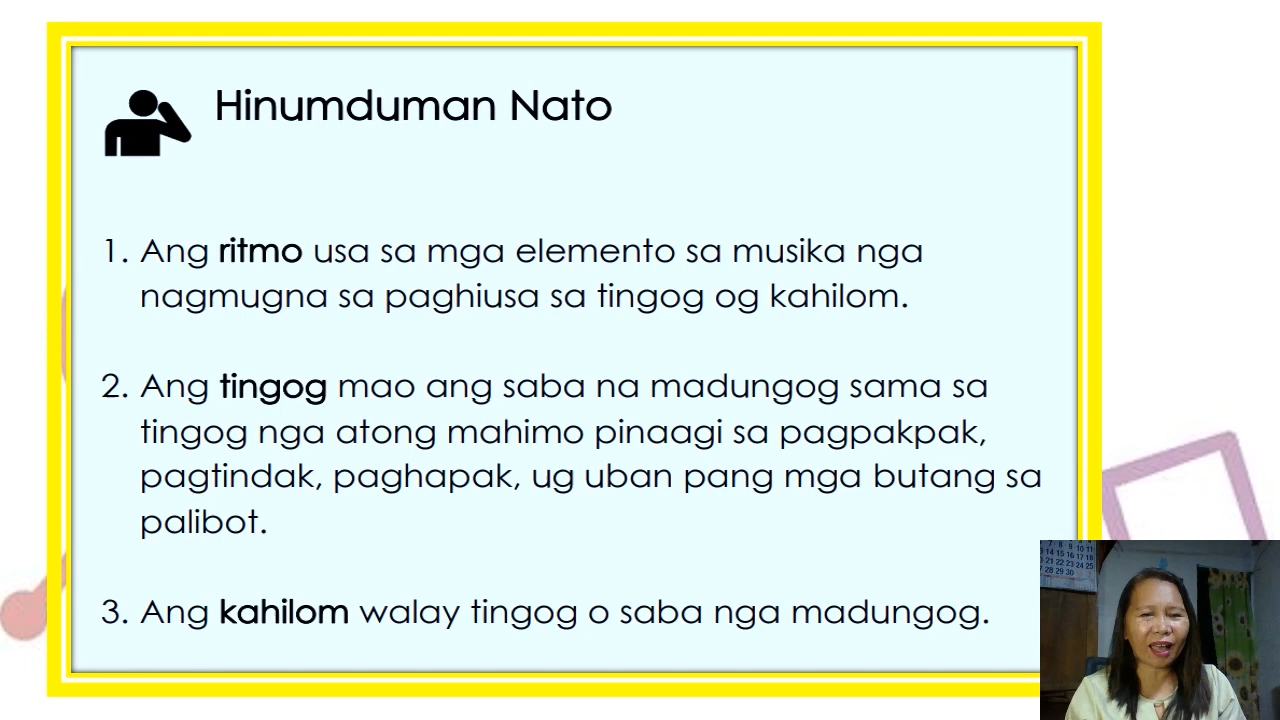 Hinumduman Nato
1. Ang ritmo usa sa mga elemento sa musika nga
nagmugna sa paghiusa sa tingog og kahilom.
2. Ang tingog mao ang saba na madungog sama sa
tingog nga atong mahimo pinaagi sa pagpakpak,
pagtindak, paghapak, ug uban pang mga butang sa
palibot.
3. Ang kahilom walay tingog o saba nga madungog.